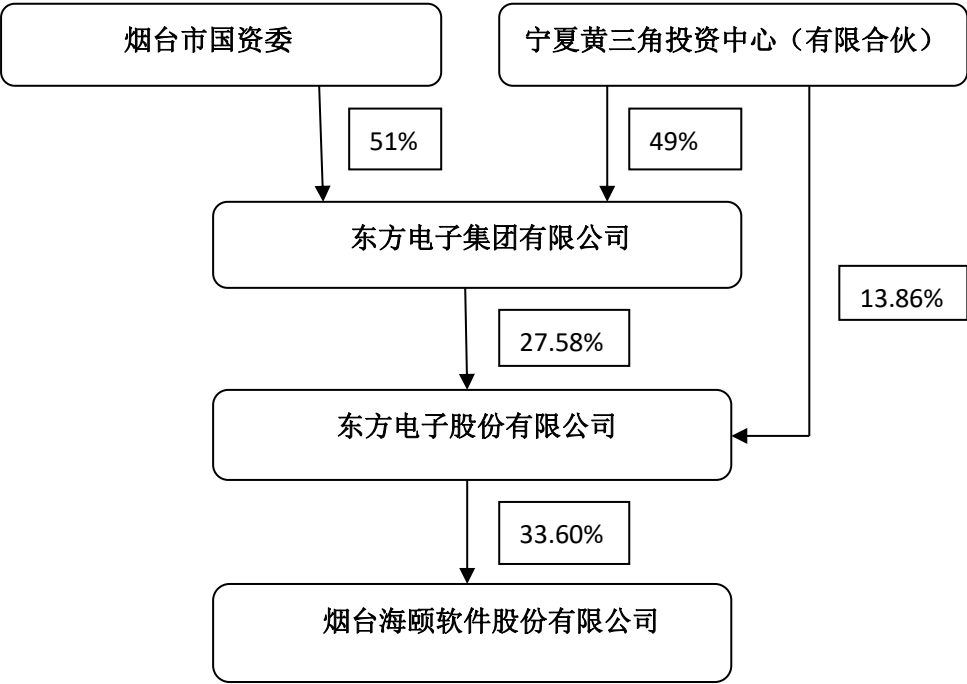 烟台市国资委
宁夏黄三角投资中心（有限合伙）
51%
49%
东方电子集团有限公司
13.86%
27.58%
东方电子股份有限公司
33.60%
烟台海颐软件股份有限公司